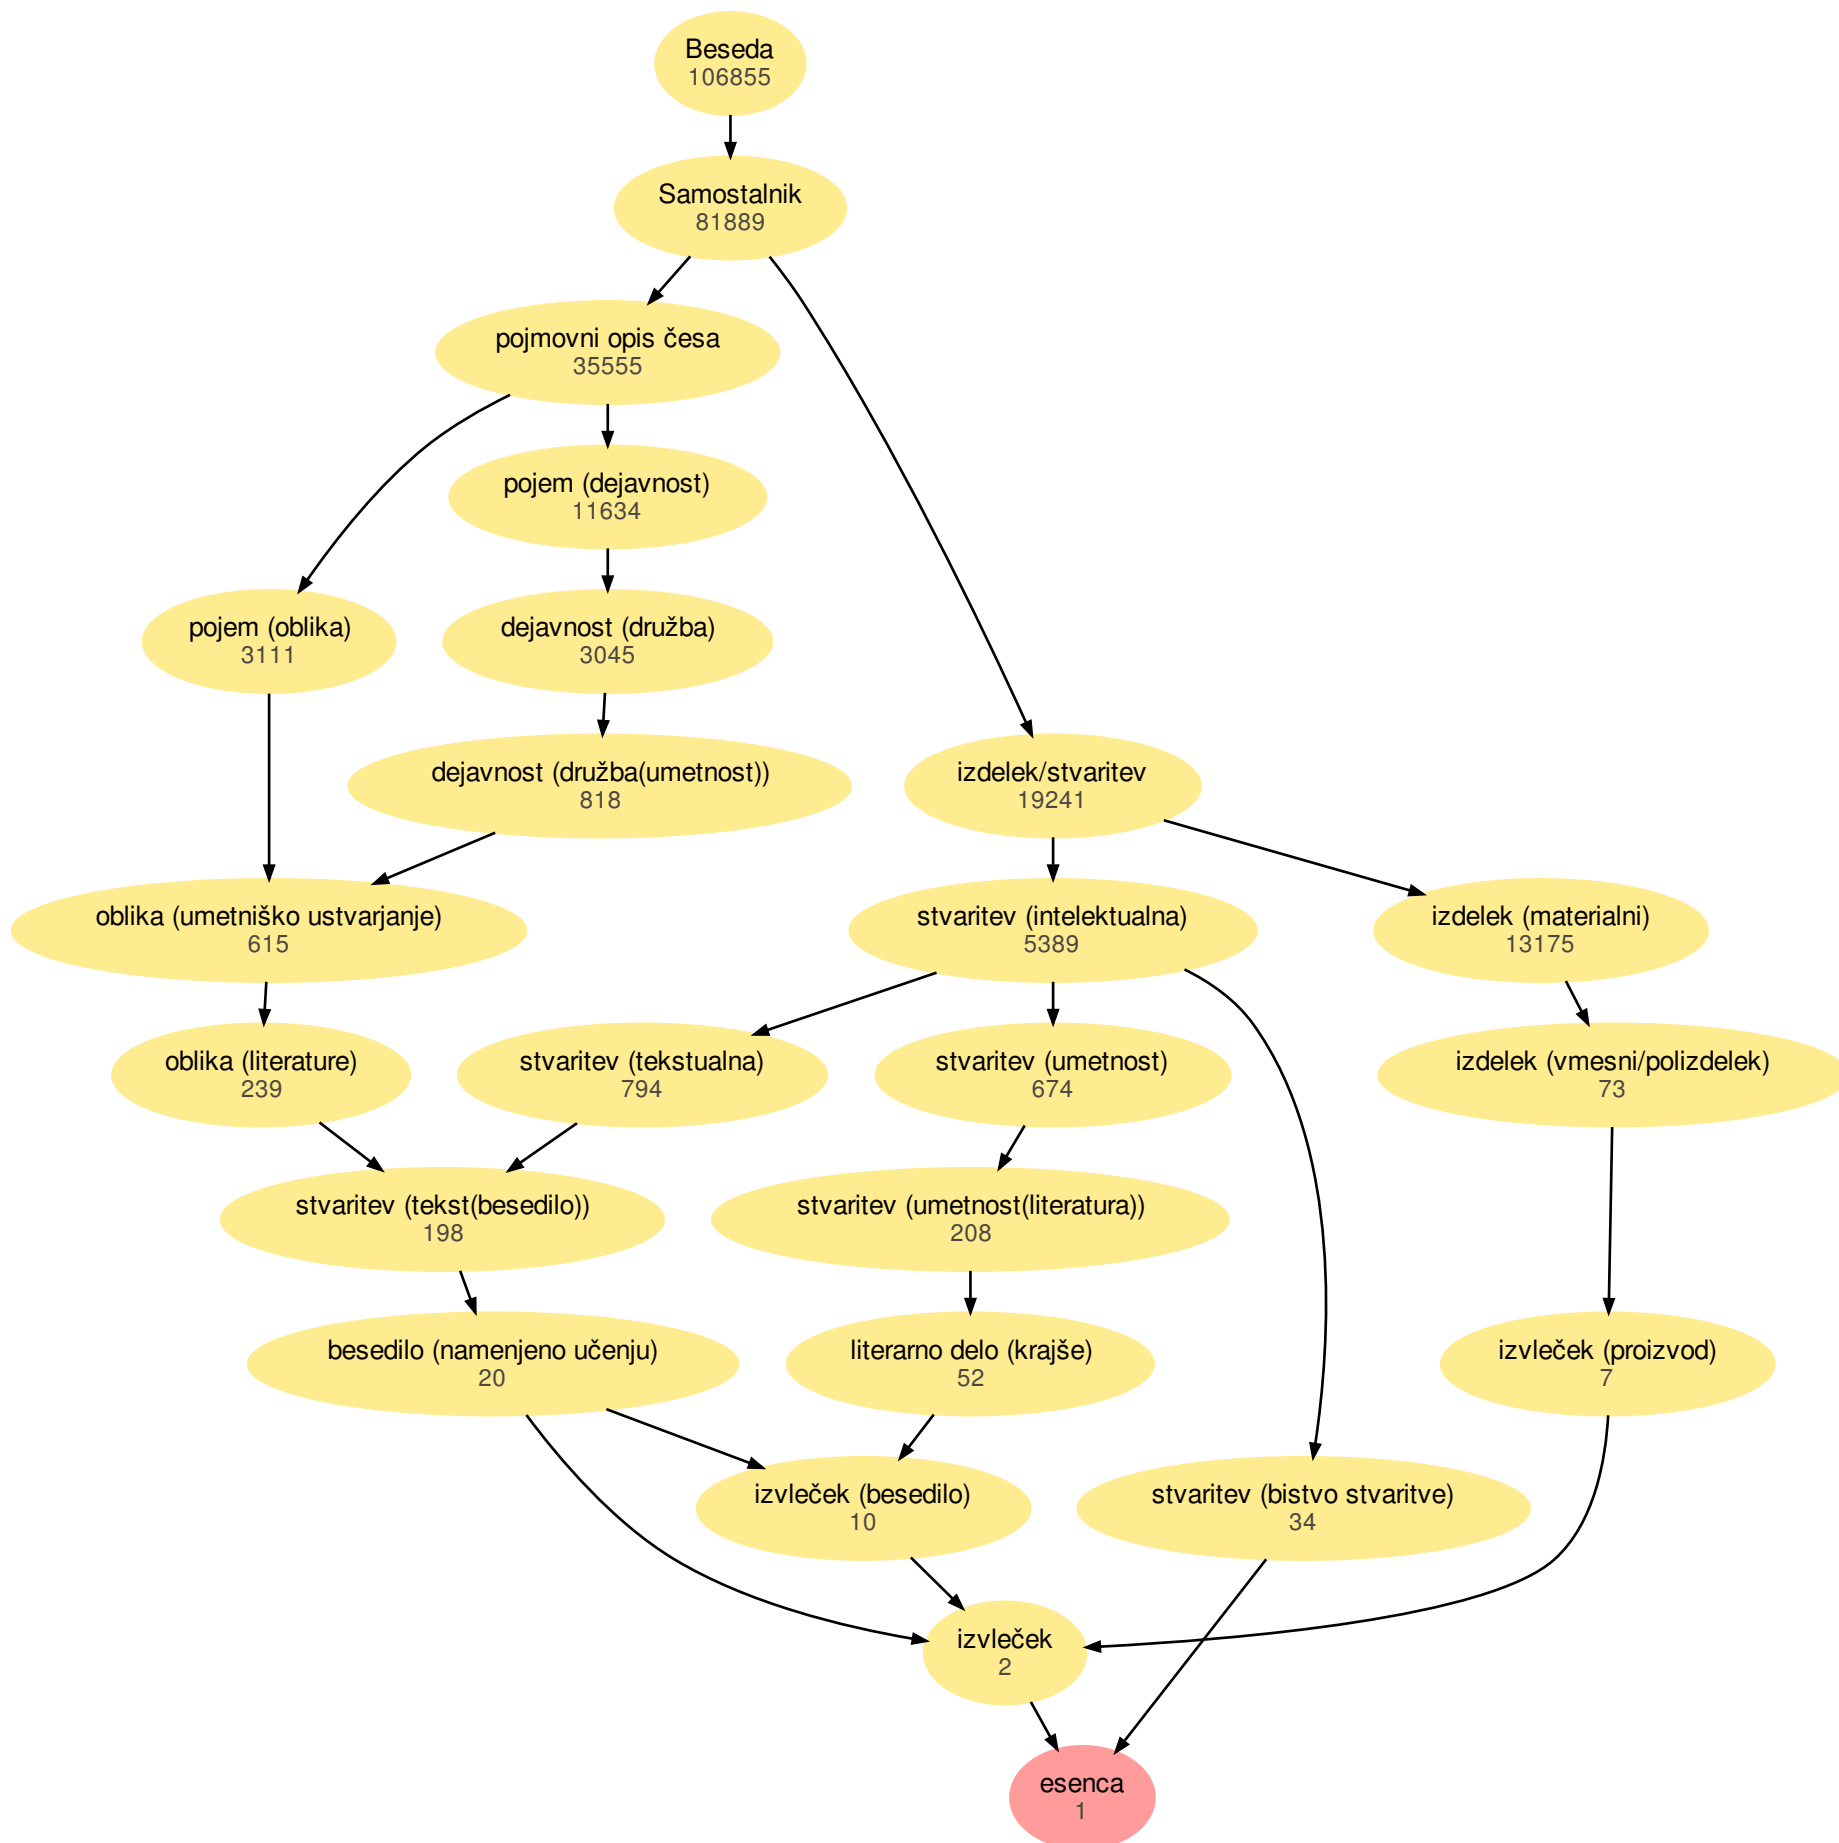 Beseda
106855
Samostalnik
81889
pojmovni opis česa
35555
pojem (dejavnost)
11634
pojem (oblika)
3111
dejavnost (družba)
3045
dejavnost (družba(umetnost))
818
izdelek/stvaritev
19241
oblika (umetniško ustvarjanje)
615
stvaritev (intelektualna)
5389
izdelek (materialni)
13175
oblika (literature)
239
stvaritev (tekstualna)
794
stvaritev (umetnost)
674
izdelek (vmesni/polizdelek)
73
stvaritev (tekst(besedilo))
198
stvaritev (umetnost(literatura))
208
besedilo (namenjeno učenju)
20
literarno delo (krajše)
52
izvleček (proizvod)
7
izvleček (besedilo)
10
stvaritev (bistvo stvaritve)
34
izvleček
2
esenca
1